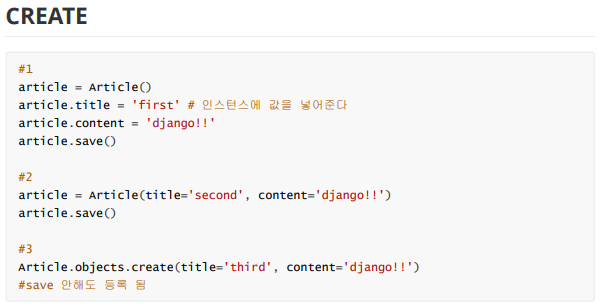 CREATE
#1
article = Article()
article.title = 'first' # 인스턴스에 값을 넣어준다
article.content = 'django!!'
article.save()
#2
article = Article(title='second', content='django!!')
article.save()
#3
Article.objects.create(title='third', content='django!!')
#save 안해도 등록 됨